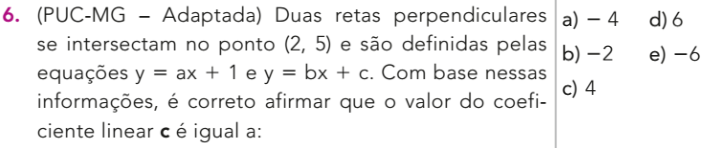 6. (PUC-MG – Adaptada) Duas retas perpendiculares
se intersectam no ponto (2, 5) e são definidas pelas
equações y = ax + 1 e y = bx + c. Com base nessas
informações, é correto afirmar que o valor do coefi-
ciente linear c é igual a:
a) – 4 d) 6
b) –2 e) –6
c) 4